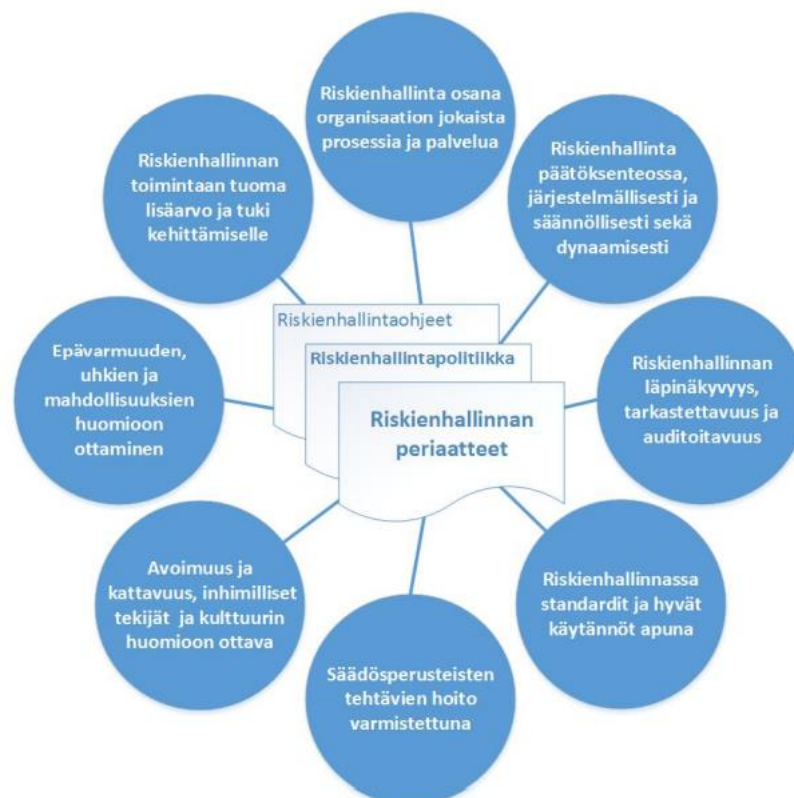 Riskienhallinta osana
organisaation jokaista
prosessia ja palvelua
Riskienhallinta
päätöksenteossa,
järjestelmällisesti ja
säännöllisesti sekä
dynaamisesti
Riskienhallinnan
läpinäkyvyys,
tarkastettavuus ja
auditoitavuus
Riskienhallinnassa
standardit ja hyvät
käytännöt apuna
Säädösperusteisten
tehtävien hoito
varmistettuna
Avoimuus ja
kattavuus, inhimilliset
tekijät ja kulttuurin
huomioon ottava
Epävarmuuden,
uhkien ja
mahdollisuuksien
huomioon
ottaminen
Riskienhallinnan
toimintaan tuoma
lisäarvo ja tuki
kehittämiselle
Riskienhallintaohjeet
Riskienhallintapolitiikka
Riskienhallinnan
periaatteet